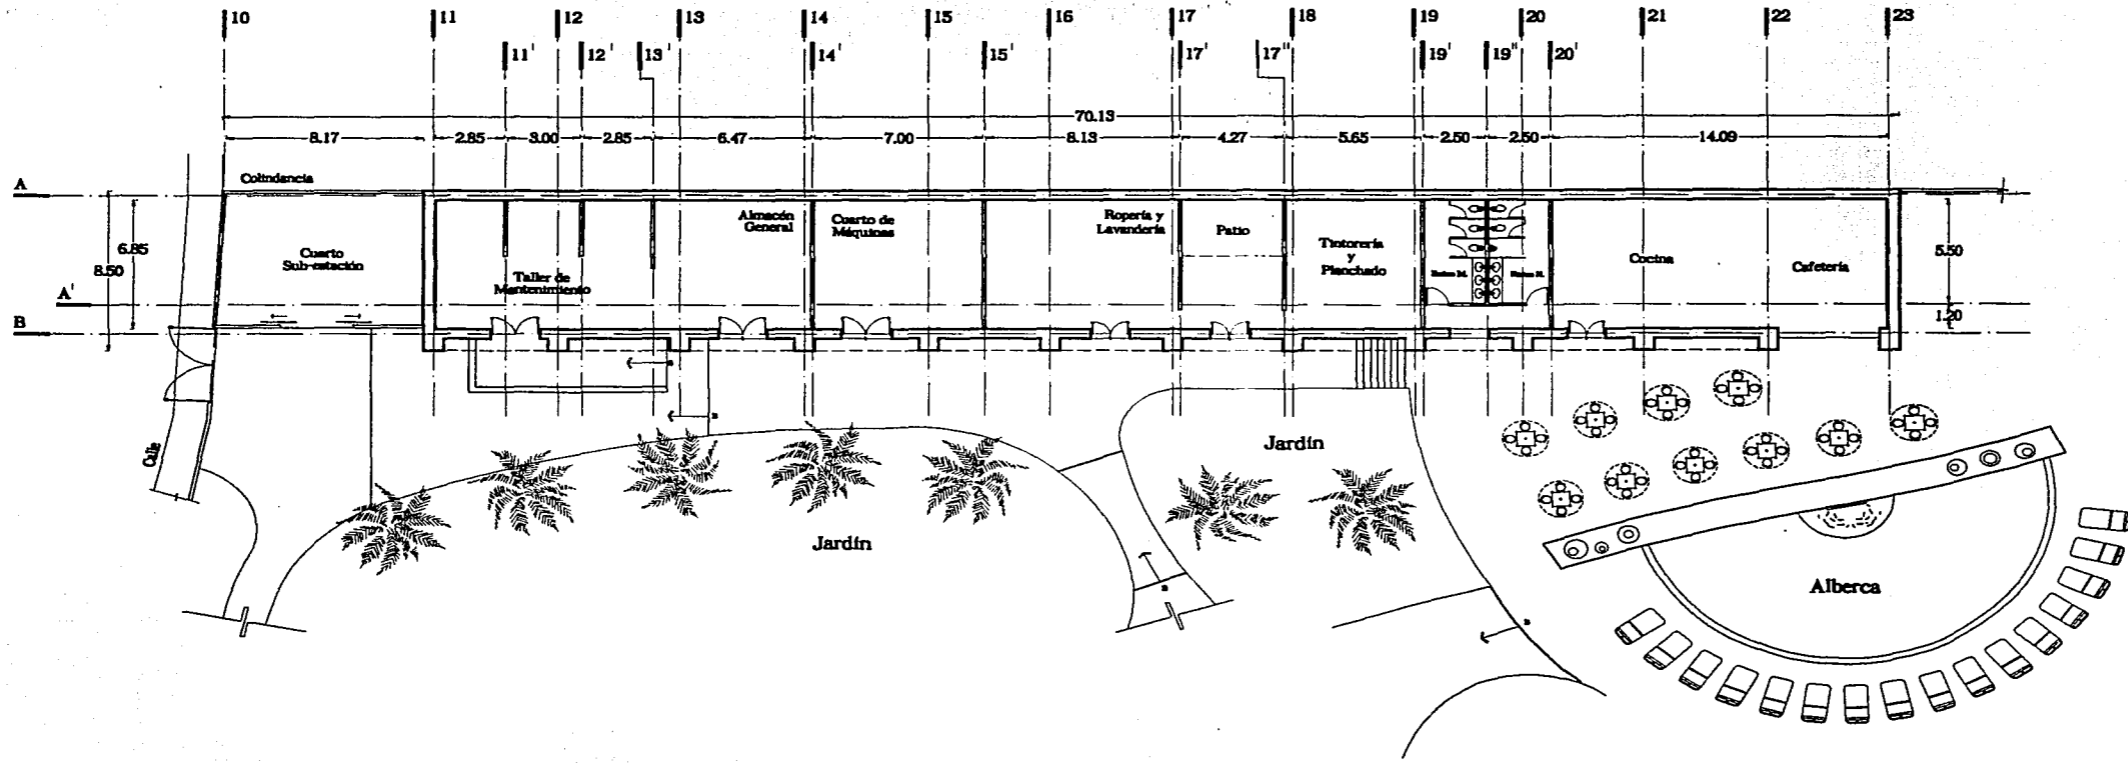 10 11 12 13 14 15 16 17 18 19 20 21 22 23
11' 12' 13' 14' 15' 17' 17" 19' 19" 20'
70.13
8.17 2.85 3.00 2.85 6.47 7.00 8.13 4.27 5.65 2.50 2.50 14.09
Colindancia
A
A'
B
8.50
6.85
5.50
1.20
Cuarto
Sub-estación
Taller de
Mantenimiento
Almacén
General
Cuarto de
Máquinas
Ropería y
Lavandería
Patio
Tintorería
y
Planchado
Cocina
Cafetería
Calle
Jardín
Jardín
Alberca